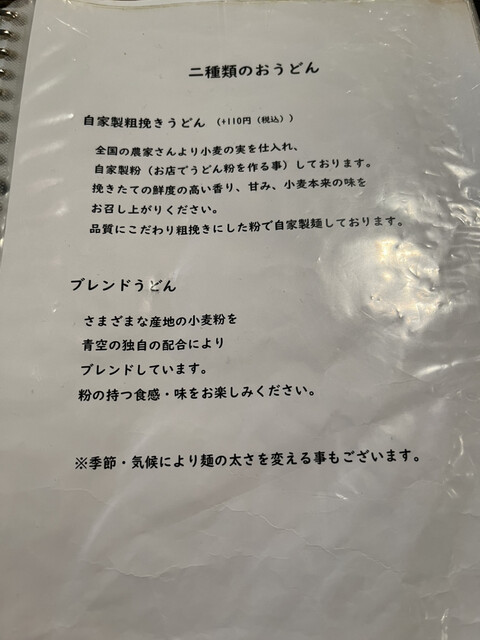 二種類のおうどん
自家製粗挽きうどん (+110円（税込）)
全国の農家さんより小麦の実を仕入れ、
自家製粉（お店でうどん粉を作る事）しております。
挽きたての鮮度の高い香り、甘み、小麦本来の味を
お召し上がりください。
品質にこだわり粗挽きにした粉で自家製麺しております。
ブレンドうどん
さまざまな産地の小麦粉を
青空の独自の配合により
ブレンドしています。
粉の持つ食感・味をお楽しみください。
※季節・気候により麺の太さを変える事もございます。